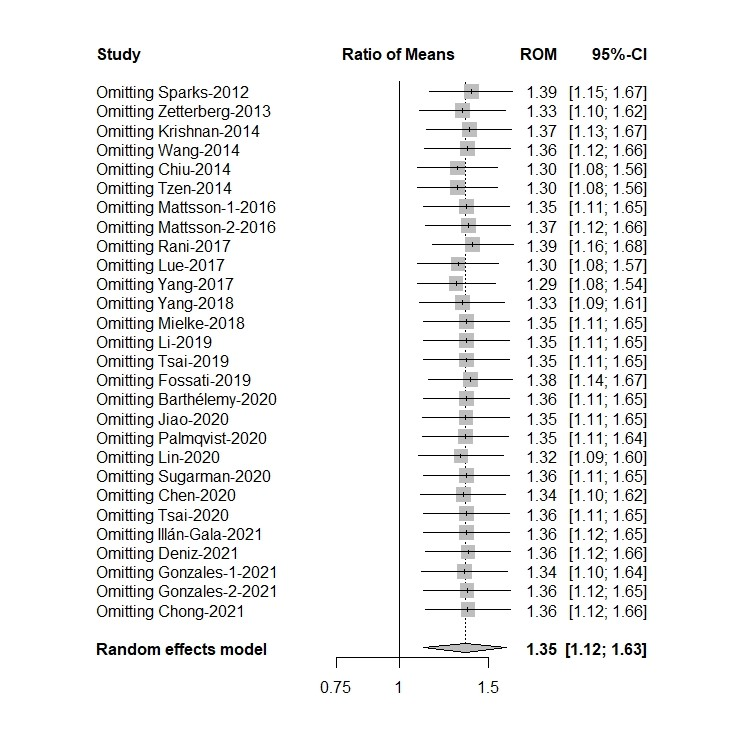 Study Ratio of Means ROM 95%-CI
Omitting Sparks-2012 1.39 [1.15; 1.67]
Omitting Zetterberg-2013 1.33 [1.10; 1.62]
Omitting Krishnan-2014 1.37 [1.13; 1.67]
Omitting Wang-2014 1.36 [1.12; 1.66]
Omitting Chiu-2014 1.30 [1.08; 1.56]
Omitting Tzen-2014 1.30 [1.08; 1.56]
Omitting Mattsson-1-2016 1.35 [1.11; 1.65]
Omitting Mattsson-2-2016 1.37 [1.12; 1.66]
Omitting Rani-2017 1.39 [1.16; 1.68]
Omitting Lue-2017 1.30 [1.08; 1.57]
Omitting Yang-2017 1.29 [1.08; 1.54]
Omitting Yang-2018 1.33 [1.09; 1.61]
Omitting Mielke-2018 1.35 [1.11; 1.65]
Omitting Li-2019 1.35 [1.11; 1.65]
Omitting Tsai-2019 1.35 [1.11; 1.65]
Omitting Fossati-2019 1.38 [1.14; 1.67]
Omitting Barthélemy-2020 1.36 [1.11; 1.65]
Omitting Jiao-2020 1.35 [1.11; 1.65]
Omitting Palmqvist-2020 1.35 [1.11; 1.64]
Omitting Lin-2020 1.32 [1.09; 1.60]
Omitting Sugarman-2020 1.36 [1.11; 1.65]
Omitting Chen-2020 1.34 [1.10; 1.62]
Omitting Tsai-2020 1.36 [1.11; 1.65]
Omitting Illán-Gala-2021 1.36 [1.12; 1.65]
Omitting Deniz-2021 1.36 [1.12; 1.66]
Omitting Gonzales-1-2021 1.34 [1.10; 1.64]
Omitting Gonzales-2-2021 1.36 [1.12; 1.65]
Omitting Chong-2021 1.36 [1.12; 1.66]
Random effects model 1.35 [1.12; 1.63]
0.75 1 1.5